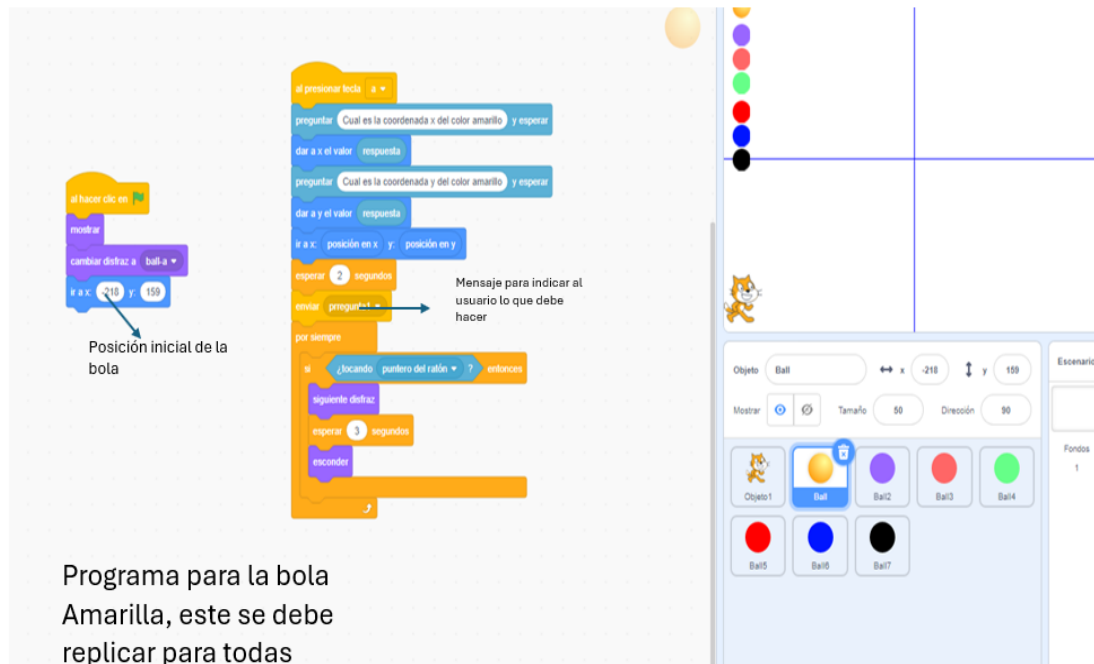 al hacer clic en
mostrar
cambiar disfraz a ball-a
ir a x: -218 y: 159
Posición inicial de la
bola
al presionar tecla a
preguntar Cual es la coordenada x del color amarillo y esperar
dar a x el valor respuesta
preguntar Cual es la coordenada y del color amarillo y esperar
dar a y el valor respuesta
ir a x: posición en x y: posición en y
esperar 2 segundos
enviar prregunta1
por siempre
si ¿tocando puntero del ratón ? entonces
siguiente disfraz
esperar 3 segundos
esconder
Mensaje para indicar al
usuario lo que debe
hacer
Programa para la bola
Amarilla, este se debe
replicar para todas
Objeto Ball x -218 y 159
Mostrar Tamaño 50 Dirección 90
Objeto1 Ball Ball2 Ball3 Ball4
Ball5 Ball6 Ball7
Escenario
Fondos
1